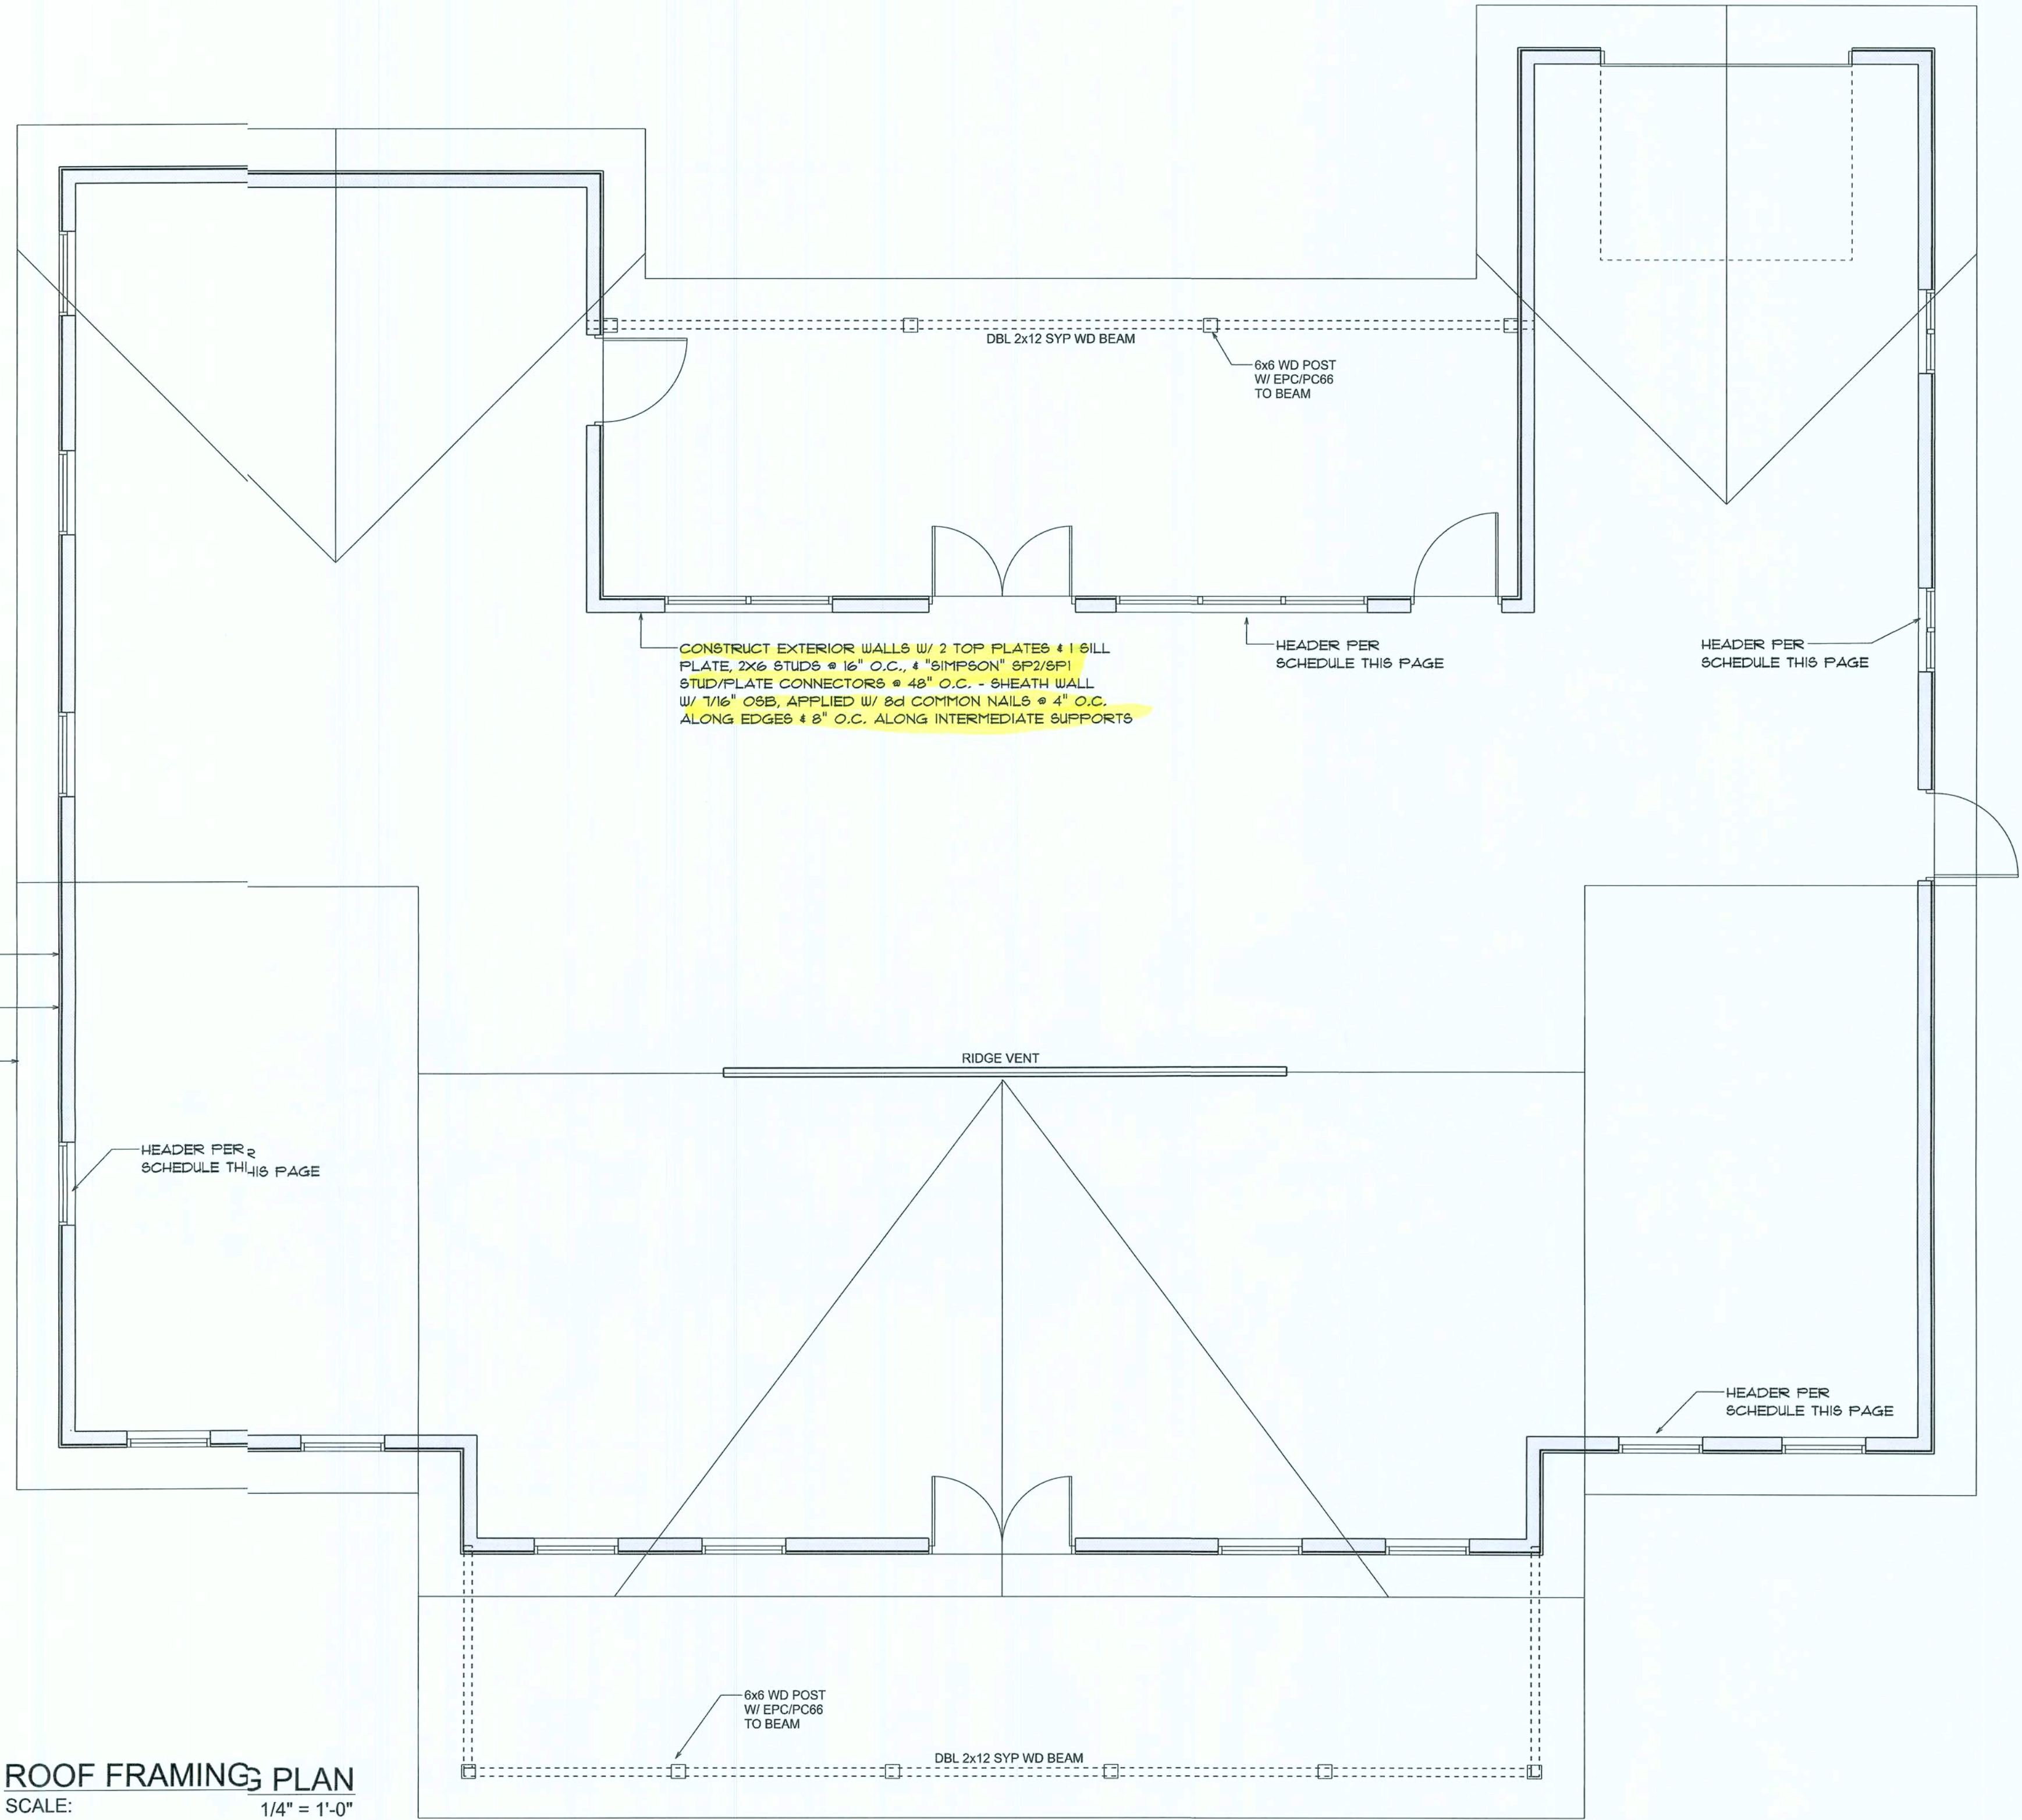 DBL 2x12 SYP WD BEAM
6x6 WD POST
W/ EPC/PC66
TO BEAM
CONSTRUCT EXTERIOR WALLS W/ 2 TOP PLATES & 1 SILL
PLATE, 2X6 STUDS @ 16" O.C., & "SIMPSON" SP2/SP1
STUD/PLATE CONNECTORS @ 48" O.C. - SHEATH WALL
W/ 7/16" OSB, APPLIED W/ 8d COMMON NAILS @ 4" O.C.
ALONG EDGES & 8" O.C. ALONG INTERMEDIATE SUPPORTS
HEADER PER
SCHEDULE THIS PAGE
HEADER PER
SCHEDULE THIS PAGE
RIDGE VENT
HEADER PER
SCHEDULE THIS PAGE
HEADER PER
SCHEDULE THIS PAGE
6x6 WD POST
W/ EPC/PC66
TO BEAM
DBL 2x12 SYP WD BEAM
ROOF FRAMING PLAN
SCALE: 1/4" = 1'-0"